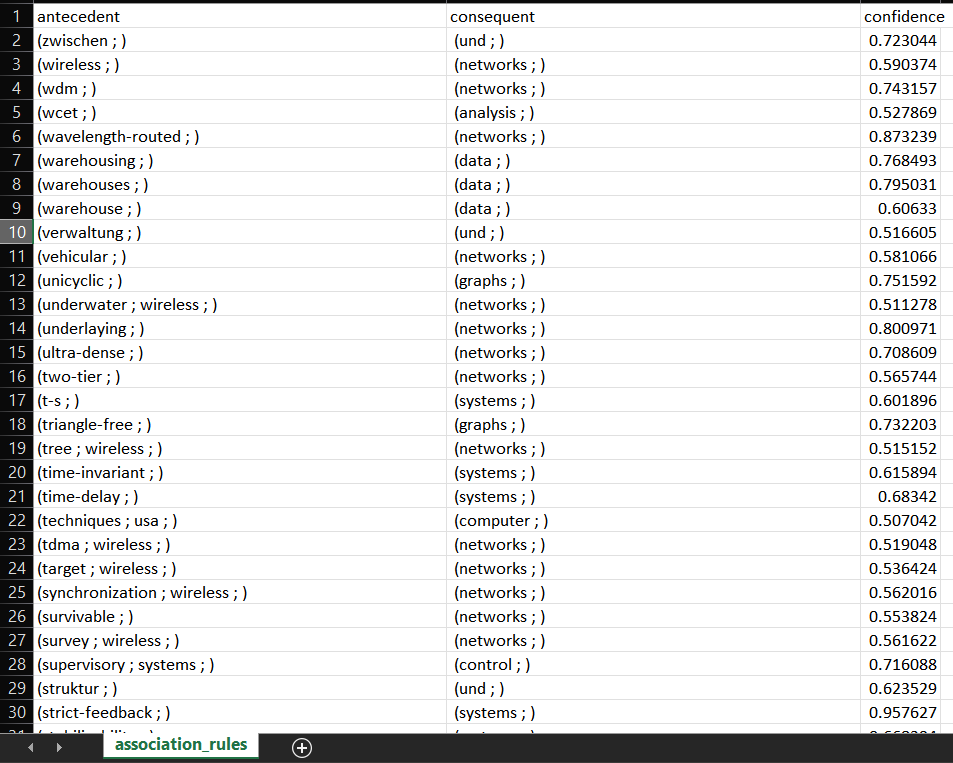 1 antecedent consequent confidence
2 (zwischen ; ) (und ; ) 0.723044
3 (wireless ; ) (networks ; ) 0.590374
4 (wdm ; ) (networks ; ) 0.743157
5 (wcet ; ) (analysis ; ) 0.527869
6 (wavelength-routed ; ) (networks ; ) 0.873239
7 (warehousing ; ) (data ; ) 0.768493
8 (warehouses ; ) (data ; ) 0.795031
9 (warehouse ; ) (data ; ) 0.60633
10 (verwaltung ; ) (und ; ) 0.516605
11 (vehicular ; ) (networks ; ) 0.581066
12 (unicyclic ; ) (graphs ; ) 0.751592
13 (underwater ; wireless ; ) (networks ; ) 0.511278
14 (underlaying ; ) (networks ; ) 0.800971
15 (ultra-dense ; ) (networks ; ) 0.708609
16 (two-tier ; ) (networks ; ) 0.565744
17 (t-s ; ) (systems ; ) 0.601896
18 (triangle-free ; ) (graphs ; ) 0.732203
19 (tree ; wireless ; ) (networks ; ) 0.515152
20 (time-invariant ; ) (systems ; ) 0.615894
21 (time-delay ; ) (systems ; ) 0.68342
22 (techniques ; usa ; ) (computer ; ) 0.507042
23 (tdma ; wireless ; ) (networks ; ) 0.519048
24 (target ; wireless ; ) (networks ; ) 0.536424
25 (synchronization ; wireless ; ) (networks ; ) 0.562016
26 (survivable ; ) (networks ; ) 0.553824
27 (survey ; wireless ; ) (networks ; ) 0.561622
28 (supervisory ; systems ; ) (control ; ) 0.716088
29 (struktur ; ) (und ; ) 0.623529
30 (strict-feedback ; ) (systems ; ) 0.957627
association_rules